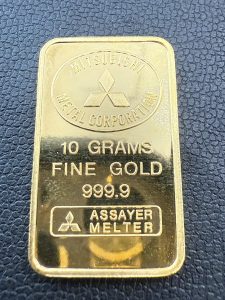 MITSUBISHI
METAL CORPORATION
10 GRAMS
FINE GOLD
999.9
ASSAYER
MELTER